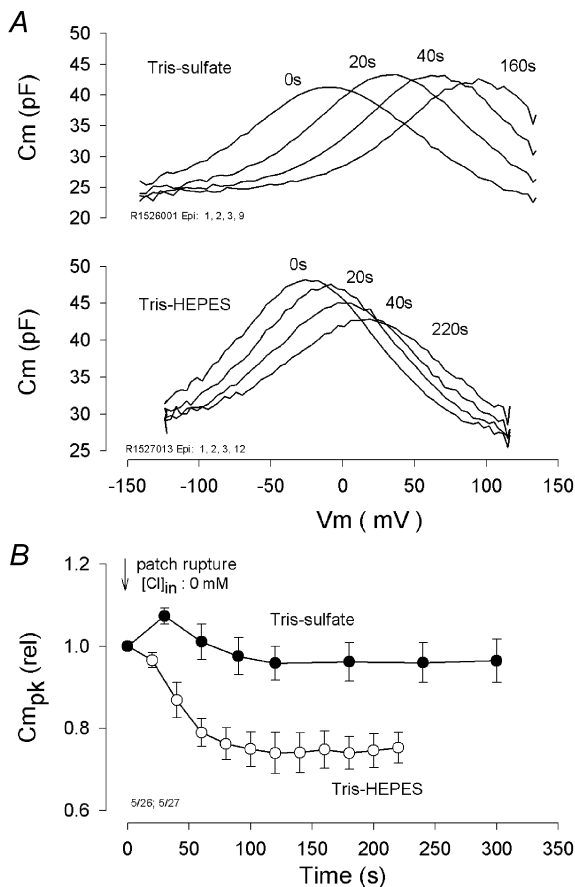 A
50
45
40
35
30
25
20
Cm (pF)
Tris-sulfate
0s
20s
40s
160s
R1526001 Epi: 1, 2, 3, 9
50
45
40
35
30
25
Cm (pF)
Tris-HEPES
0s
20s
40s
220s
R1527013 Epi: 1, 2, 3, 12
-150 -100 -50 0 50 100 150
Vm ( mV )
B
1.2
1.0
0.8
0.6
Cmpk (rel)
patch rupture
[Cl]in : 0 mM
Tris-sulfate
Tris-HEPES
5/26; 5/27
0 50 100 150 200 250 300 350
Time (s)